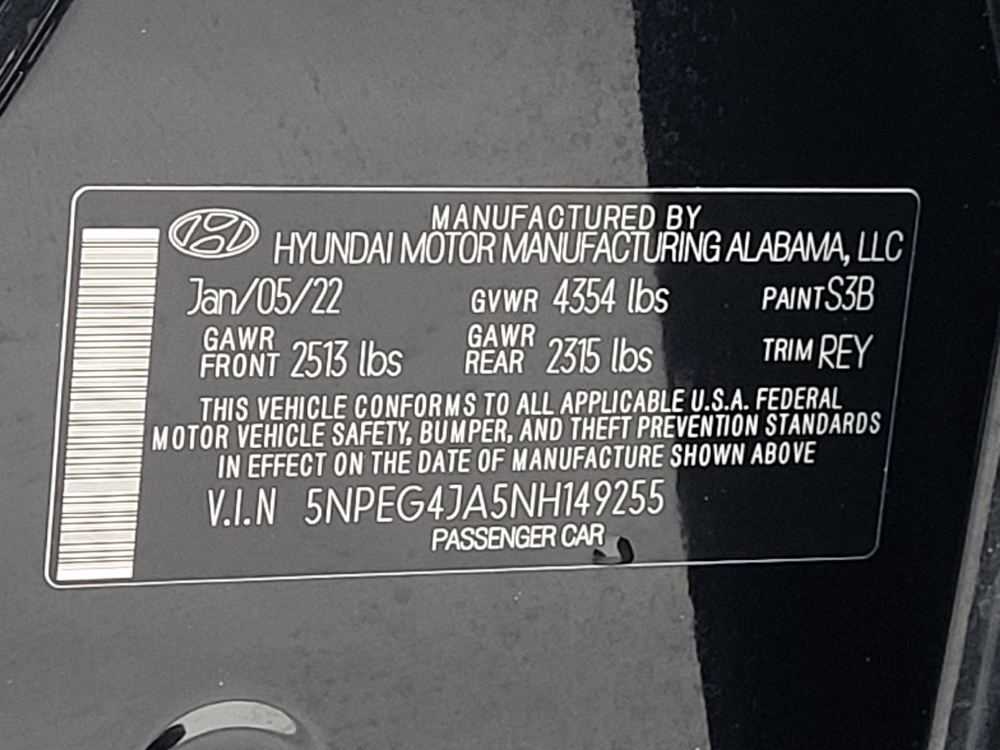 MANUFACTURED BY
HYUNDAI MOTOR MANUFACTURING ALABAMA, LLC
Jan/05/22 GVWR 4354 lbs PAINT S3B
GAWR FRONT 2513 lbs GAWR REAR 2315 lbs TRIM REY
THIS VEHICLE CONFORMS TO ALL APPLICABLE U.S.A. FEDERAL
MOTOR VEHICLE SAFETY, BUMPER, AND THEFT PREVENTION STANDARDS
IN EFFECT ON THE DATE OF MANUFACTURE SHOWN ABOVE
V.I.N 5NPEG4JA5NH149255
PASSENGER CAR